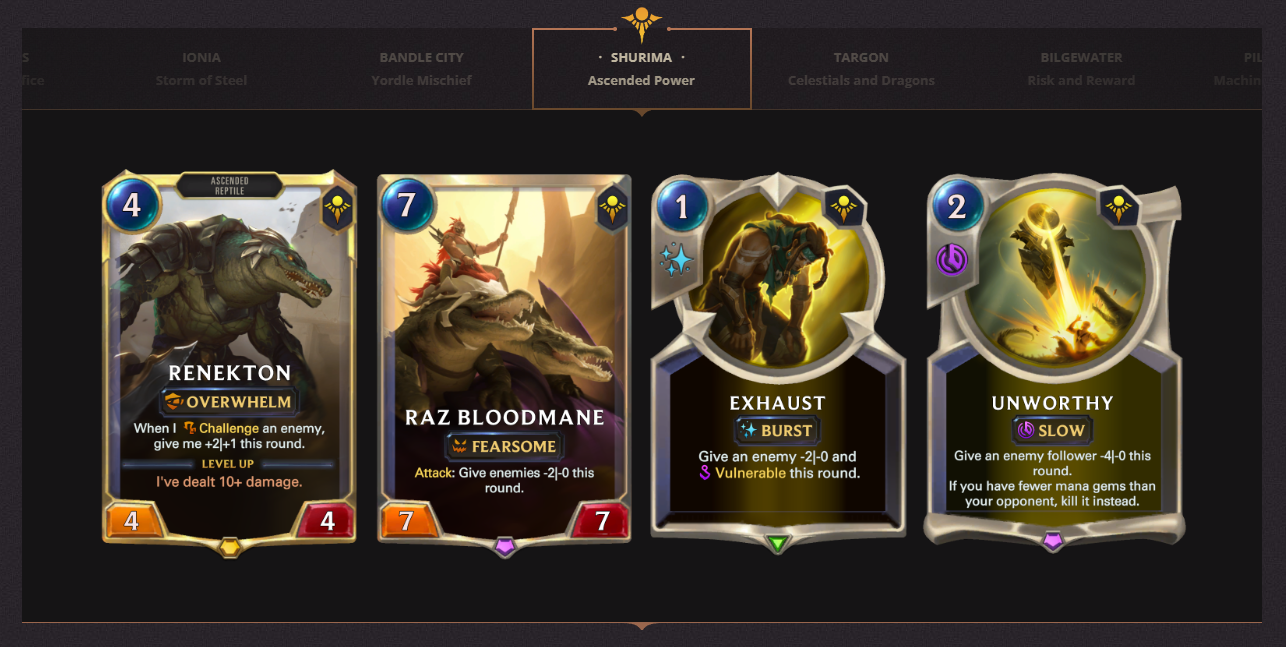 IONIA
Storm of Steel
BANDLE CITY
Yordle Mischief
· SHURIMA ·
Ascended Power
TARGON
Celestials and Dragons
BILGEWATER
Risk and Reward
4
ASCENDED
REPTILE
RENEKTON
OVERWHELM
When I Challenge an enemy,
give me +2|+1 this round.
LEVEL UP
I've dealt 10+ damage.
4
4
7
RAZ BLOODMANE
FEARSOME
Attack: Give enemies -2|-0 this
round.
7
7
1
EXHAUST
BURST
Give an enemy -2|-0 and
Vulnerable this round.
2
UNWORTHY
SLOW
Give an enemy follower -4|-0 this
round.
If you have fewer mana gems than
your opponent, kill it instead.